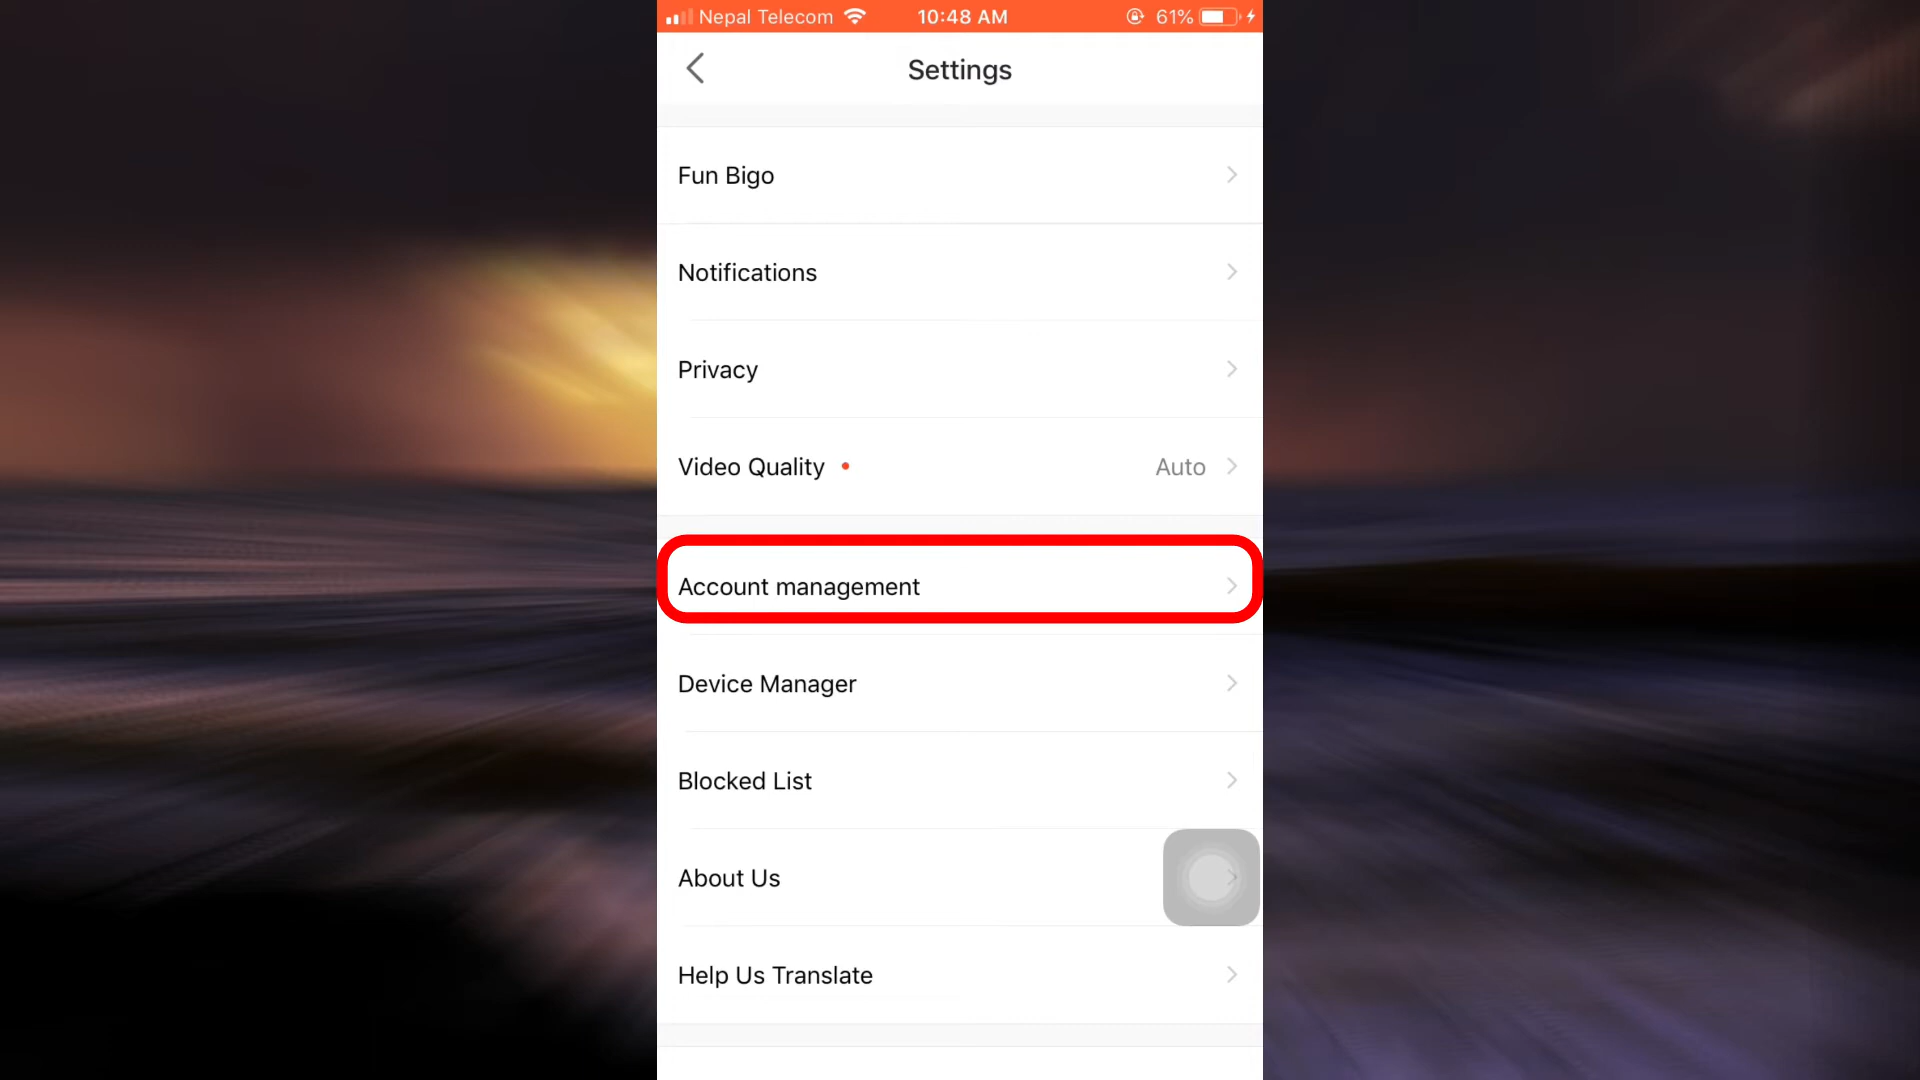 Nepal Telecom 10:48 AM 61%
Settings
Fun Bigo
Notifications
Privacy
Video Quality Auto
Account management
Device Manager
Blocked List
About Us
Help Us Translate